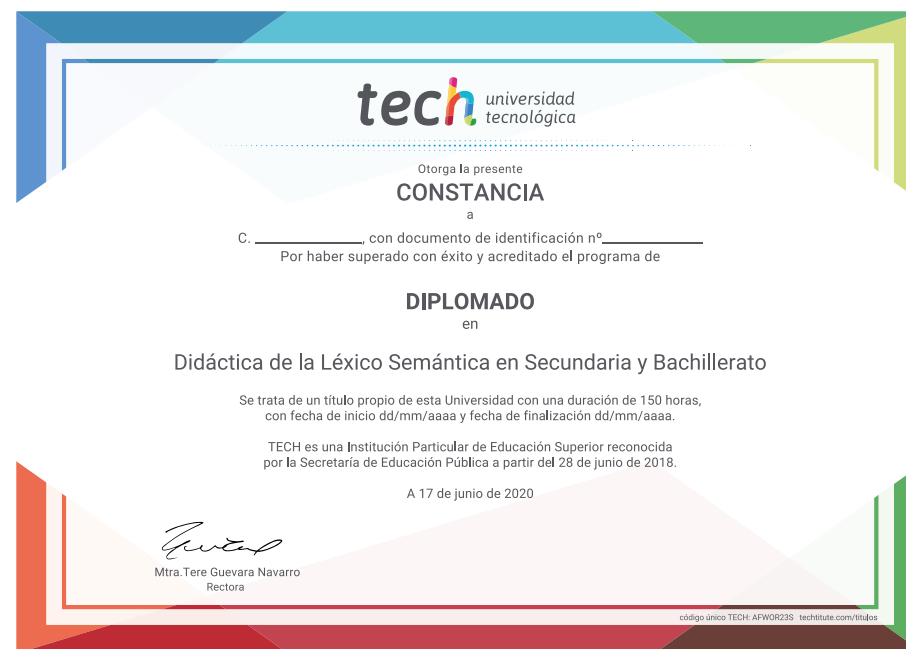 tech universidad
tecnológica
Otorga la presente
CONSTANCIA
a
C. ____________, con documento de identificación nº____________
Por haber superado con éxito y acreditado el programa de
DIPLOMADO
en
Didáctica de la Léxico Semántica en Secundaria y Bachillerato
Se trata de un título propio de esta Universidad con una duración de 150 horas,
con fecha de inicio dd/mm/aaaa y fecha de finalización dd/mm/aaaa.
TECH es una Institución Particular de Educación Superior reconocida
por la Secretaría de Educación Pública a partir del 28 de junio de 2018.
A 17 de junio de 2020
Mtra.Tere Guevara Navarro
Rectora
código único TECH: AFWOR23S techtitute.com/titulos